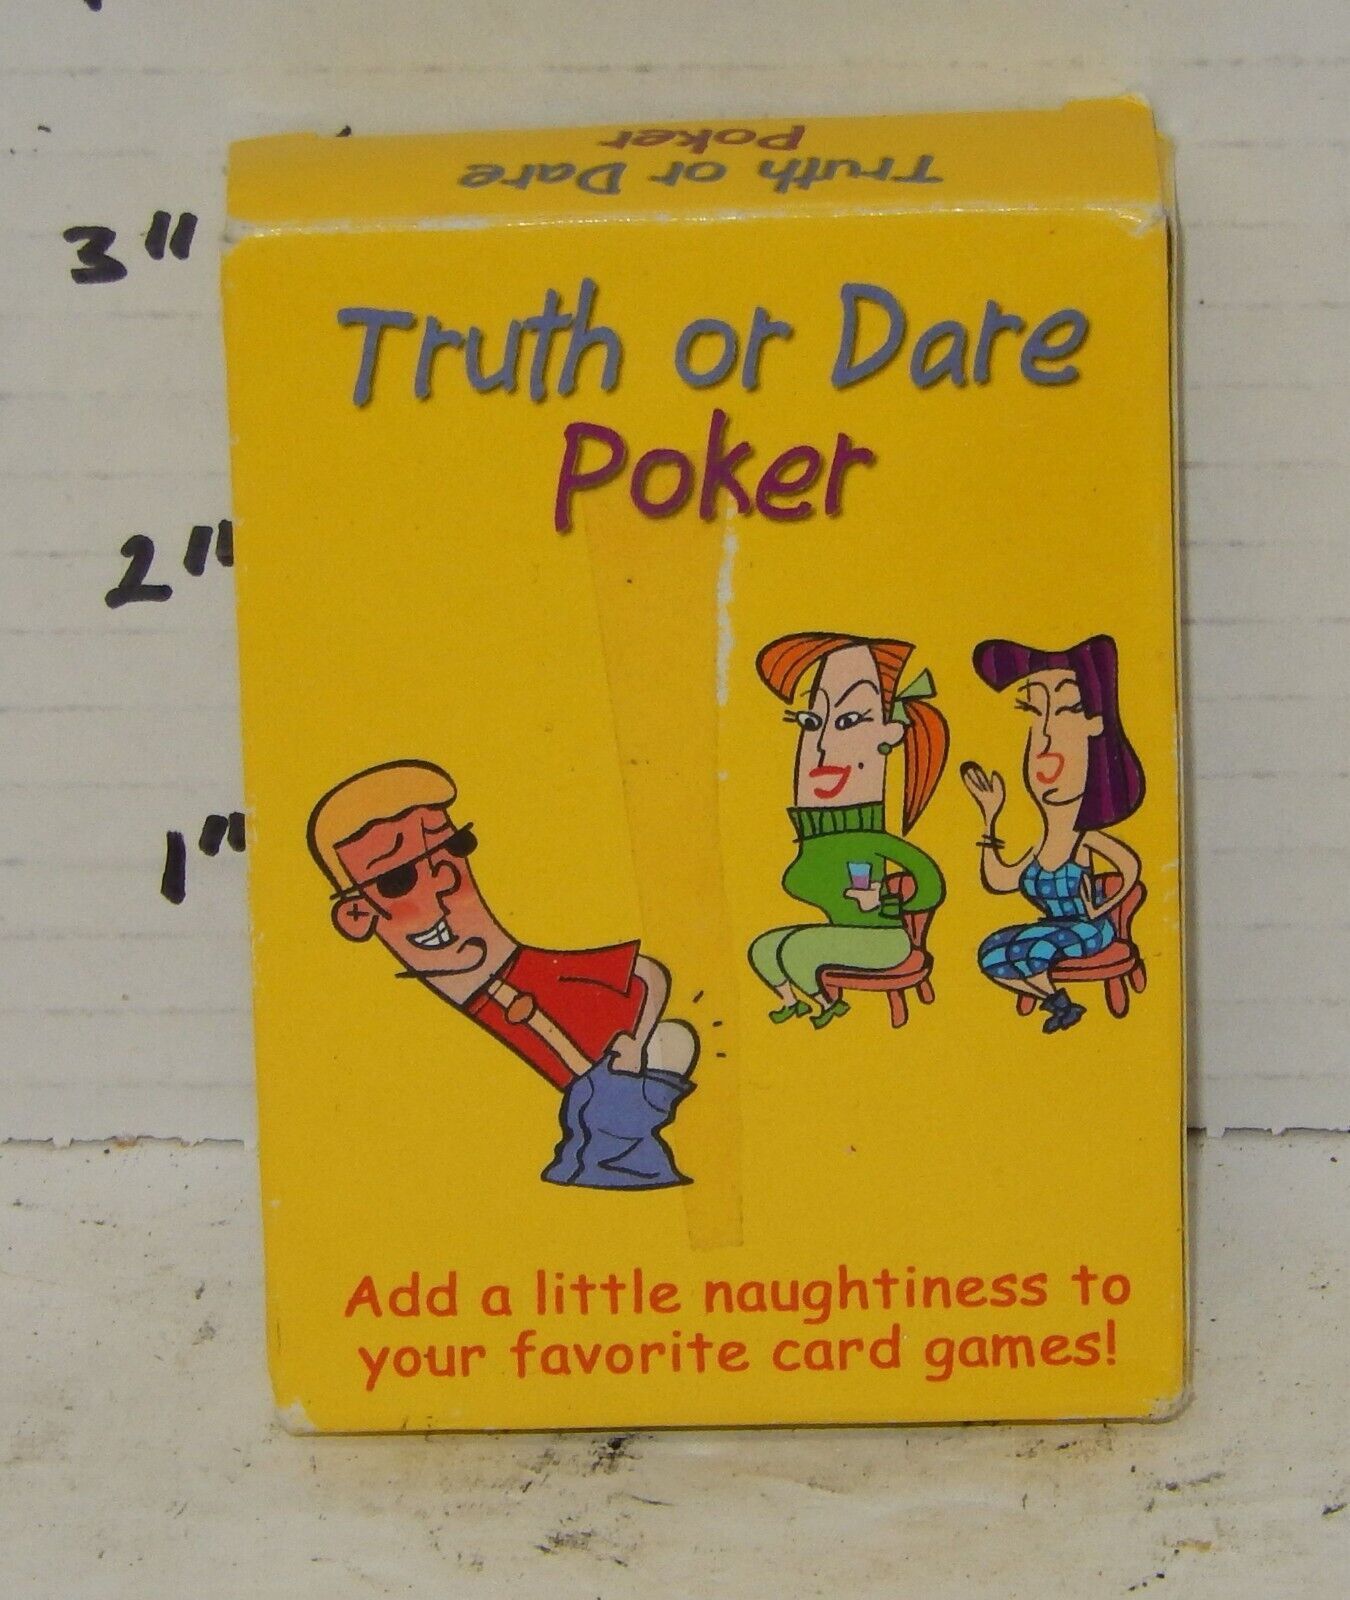 Truth or Dare
Poker
3"
Truth or Dare
Poker
2"
1"
Add a little naughtiness to
your favorite card games!